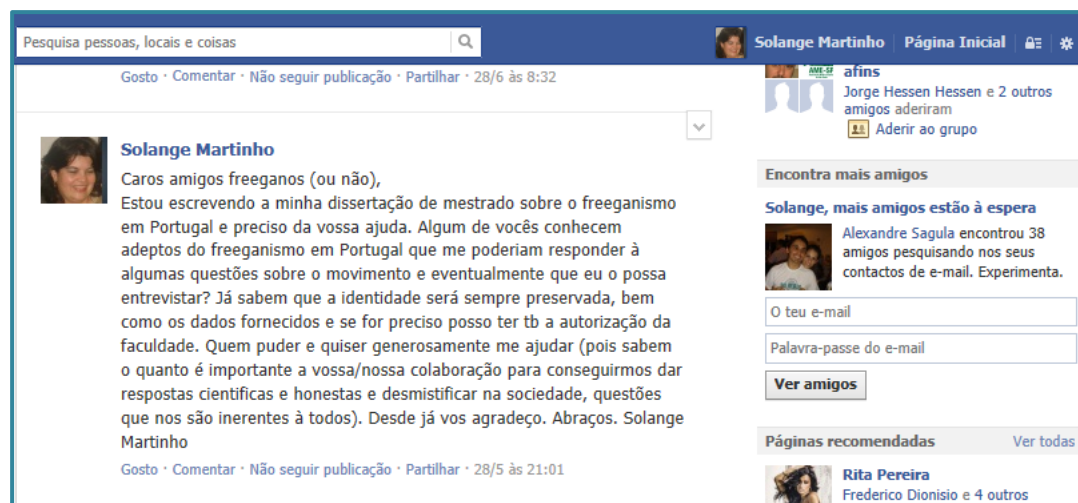 Pesquisa pessoas, locais e coisas
Solange Martinho
Página Inicial
Gosto · Comentar · Não seguir publicação · Partilhar · 28/6 às 8:32
Solange Martinho
Caros amigos freeganos (ou não),
Estou escrevendo a minha dissertação de mestrado sobre o freeganismo
em Portugal e preciso da vossa ajuda. Algum de vocês conhecem
adeptos do freeganismo em Portugal que me poderiam responder à
algumas questões sobre o movimento e eventualmente que eu o possa
entrevistar? Já sabem que a identidade será sempre preservada, bem
como os dados fornecidos e se for preciso posso ter tb a autorização da
faculdade. Quem puder e quiser generosamente me ajudar (pois sabem
o quanto é importante a vossa/nossa colaboração para conseguirmos dar
respostas cientificas e honestas e desmistificar na sociedade, questões
que nos são inerentes à todos). Desde já vos agradeço. Abraços. Solange
Martinho
Gosto · Comentar · Não seguir publicação · Partilhar · 28/5 às 21:01
AME-SP
afins
Jorge Hessen Hessen e 2 outros
amigos aderiram
Aderir ao grupo
Encontra mais amigos
Solange, mais amigos estão à espera
Alexandre Sagula encontrou 38
amigos pesquisando nos seus
contactos de e-mail. Experimenta.
O teu e-mail
Palavra-passe do e-mail
Ver amigos
Páginas recomendadas
Ver todas
Rita Pereira
Frederico Dionisio e 4 outros